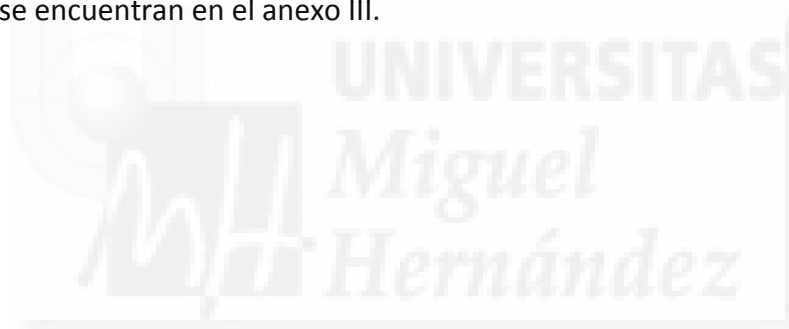 se encuentran en el anexo III.
UNIVERSITAS
Miguel
Hernández